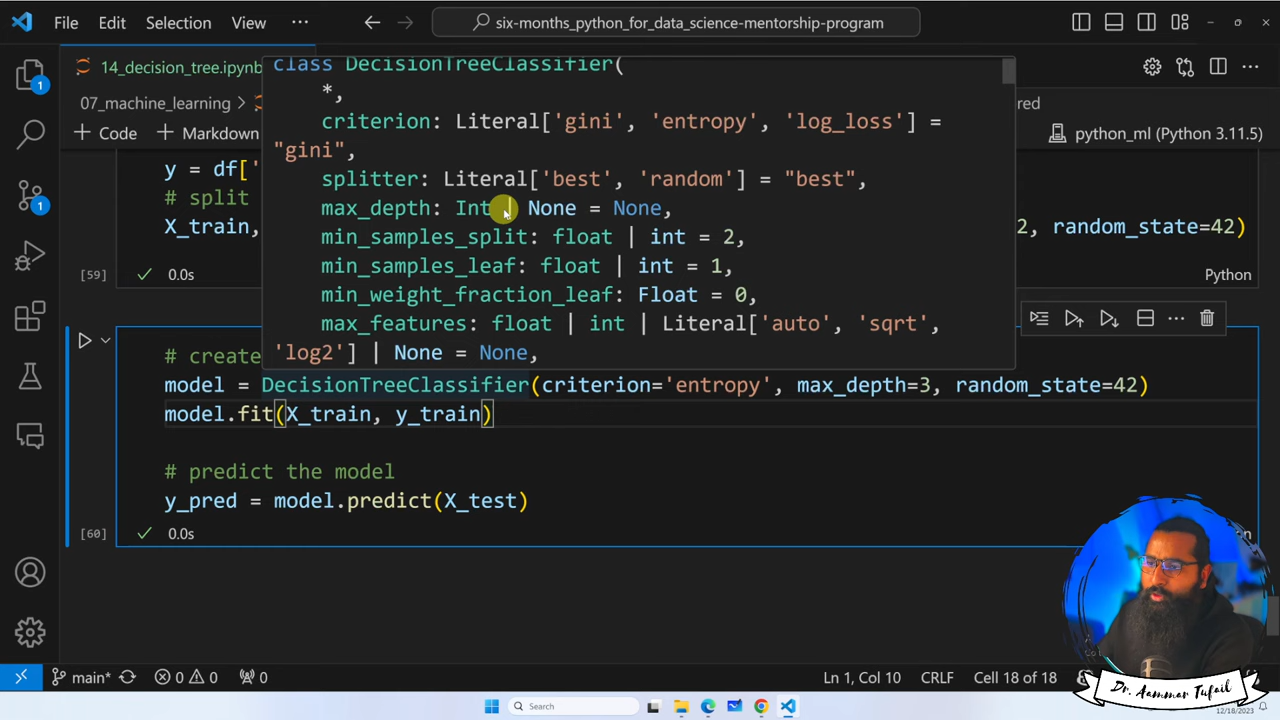 File Edit Selection View ··· six-months_python_for_data_science-mentorship-program
14_decision_tree.ipynb
07_machine_learning >
+ Code + Markdown
python_ml (Python 3.11.5)
class DecisionTreeClassifier(
*,
criterion: Literal['gini', 'entropy', 'log_loss'] =
"gini",
splitter: Literal['best', 'random'] = "best",
max_depth: Int | None = None,
min_samples_split: float | int = 2,
min_samples_leaf: float | int = 1,
min_weight_fraction_leaf: Float = 0,
max_features: float | int | Literal['auto', 'sqrt',
'log2'] | None = None,
y = df['
# split
X_train, 2, random_state=42)
[59] 0.0s Python
# create
model = DecisionTreeClassifier(criterion='entropy', max_depth=3, random_state=42)
model.fit(X_train, y_train)
# predict the model
y_pred = model.predict(X_test)
[60] 0.0s
main* 0 0 0 Ln 1, Col 10 CRLF Cell 18 of 18
Dr. Aammar Tufail
Search
12/18/2023